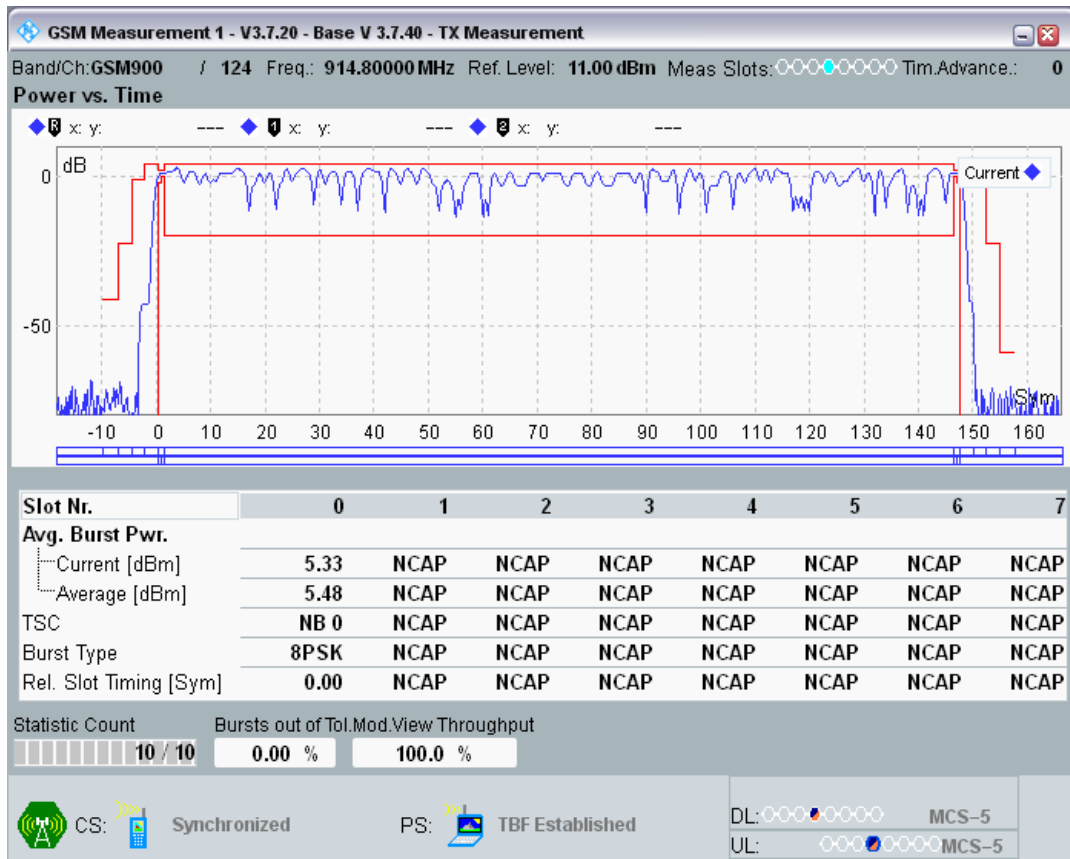 GSM Measurement 1 - V3.7.20 - Base V 3.7.40 - TX Measurement
Band/Ch:GSM900 / 124 Freq.: 914.80000 MHz Ref. Level: 11.00 dBm Meas Slots: Tim.Advance.: 0
Power vs. Time
R x: y: --- 1 x: y: --- 2 x: y: ---
dB
Current
0
-50
Sym
-10 0 10 20 30 40 50 60 70 80 90 100 110 120 130 140 150 160
Slot Nr. 0 1 2 3 4 5 6 7
Avg. Burst Pwr.
Current [dBm] 5.33 NCAP NCAP NCAP NCAP NCAP NCAP NCAP
Average [dBm] 5.48 NCAP NCAP NCAP NCAP NCAP NCAP NCAP
TSC NB 0 NCAP NCAP NCAP NCAP NCAP NCAP NCAP
Burst Type 8PSK NCAP NCAP NCAP NCAP NCAP NCAP NCAP
Rel. Slot Timing [Sym] 0.00 NCAP NCAP NCAP NCAP NCAP NCAP NCAP
Statistic Count Bursts out of Tol. Mod.View Throughput
10 / 10 0.00 % 100.0 %
CS: Synchronized PS: TBF Established DL: MCS-5
UL: MCS-5